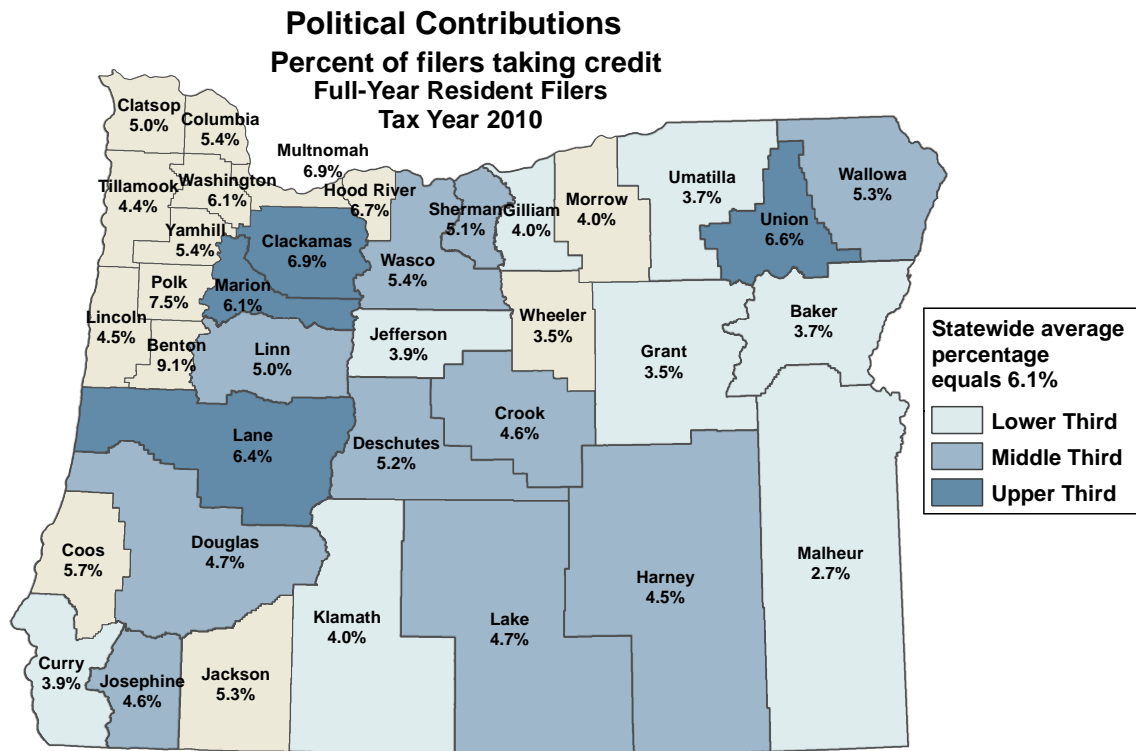 Political Contributions
Percent of filers taking credit
Full-Year Resident Filers
Tax Year 2010
Clatsop
5.0%
Columbia
5.4%
Multnomah
6.9%
Tillamook
4.4%
Washington
6.1%
Hood River
6.7%
Sherman
5.1%
Gilliam
4.0%
Morrow
4.0%
Umatilla
3.7%
Wallowa
5.3%
Union
6.6%
Yamhill
5.4%
Clackamas
6.9%
Wasco
5.4%
Polk
7.5%
Marion
6.1%
Lincoln
4.5%
Benton
9.1%
Linn
5.0%
Jefferson
3.9%
Wheeler
3.5%
Grant
3.5%
Baker
3.7%
Lane
6.4%
Deschutes
5.2%
Crook
4.6%
Coos
5.7%
Douglas
4.7%
Malheur
2.7%
Harney
4.5%
Klamath
4.0%
Lake
4.7%
Curry
3.9%
Josephine
4.6%
Jackson
5.3%
Statewide average
percentage
equals 6.1%
Lower Third
Middle Third
Upper Third